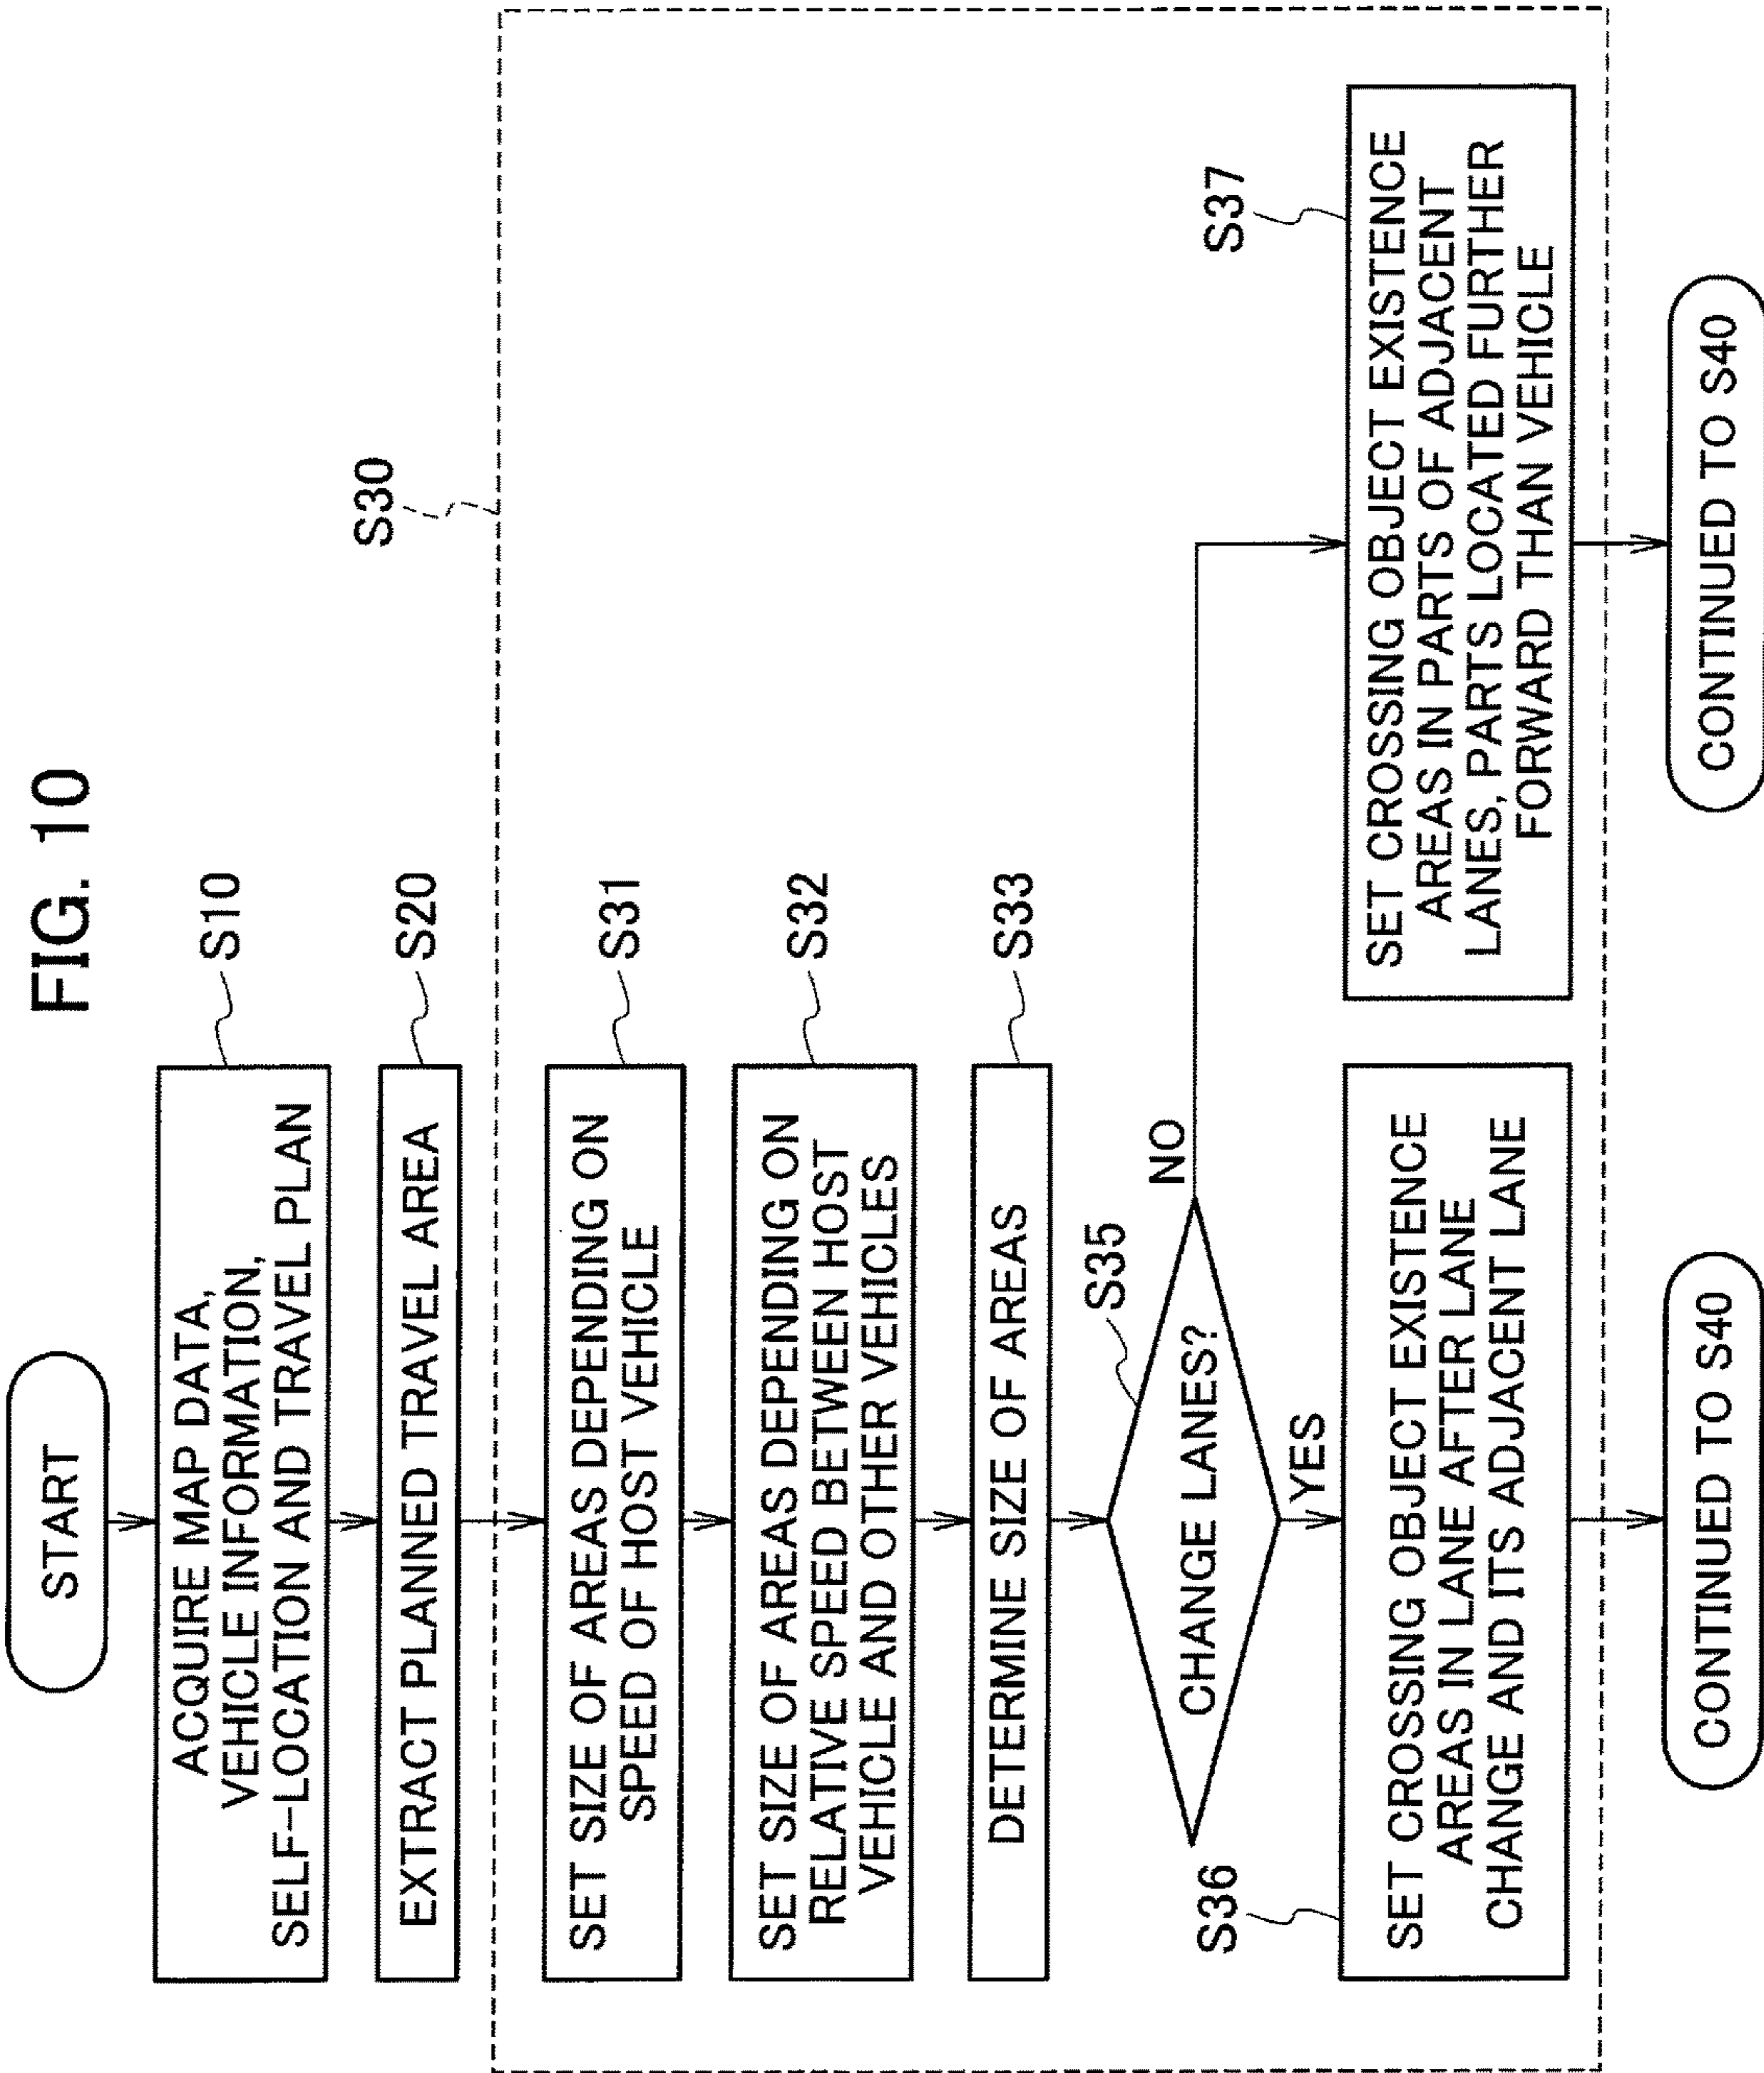 FIG. 10
START
ACQUIRE MAP DATA,
VEHICLE INFORMATION,
SELF-LOCATION AND TRAVEL PLAN
S10
EXTRACT PLANNED TRAVEL AREA
S20
S30
SET SIZE OF AREAS DEPENDING ON
SPEED OF HOST VEHICLE
S31
SET SIZE OF AREAS DEPENDING ON
RELATIVE SPEED BETWEEN HOST
VEHICLE AND OTHER VEHICLES
S32
DETERMINE SIZE OF AREAS
S33
CHANGE LANES?
S35
NO
YES
S36
SET CROSSING OBJECT EXISTENCE
AREAS IN LANE AFTER LANE
CHANGE AND ITS ADJACENT LANE
S37
SET CROSSING OBJECT EXISTENCE
AREAS IN PARTS OF ADJACENT
LANES, PARTS LOCATED FURTHER
FORWARD THAN VEHICLE
CONTINUED TO S40
CONTINUED TO S40